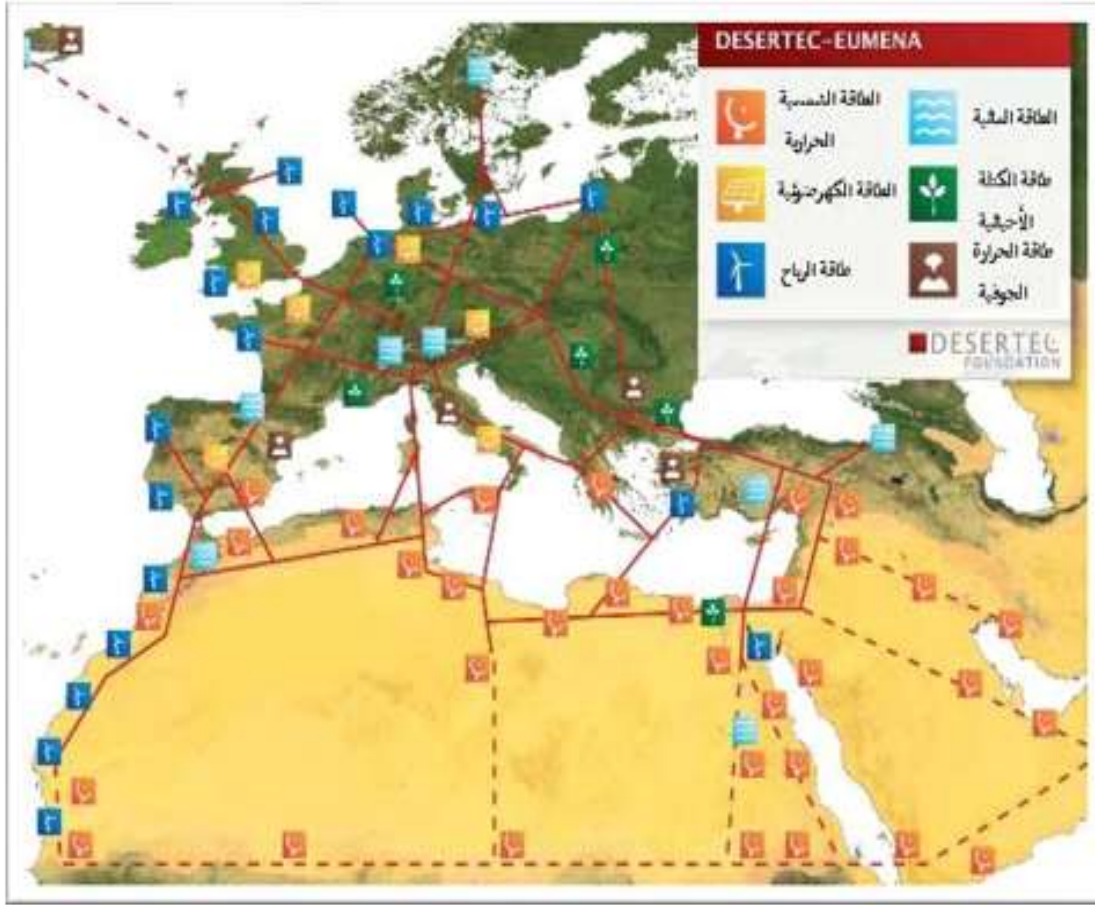 DESERTEC-EUMENA
الطاقة الشمسية
الحرارية
الطاقة المائية
الطاقة الكهرضوئية
طاقة الكتلة
الأحيائية
طاقة الرياح
طاقة الحرارة
الجوفية
DESERTEC
FOUNDATION